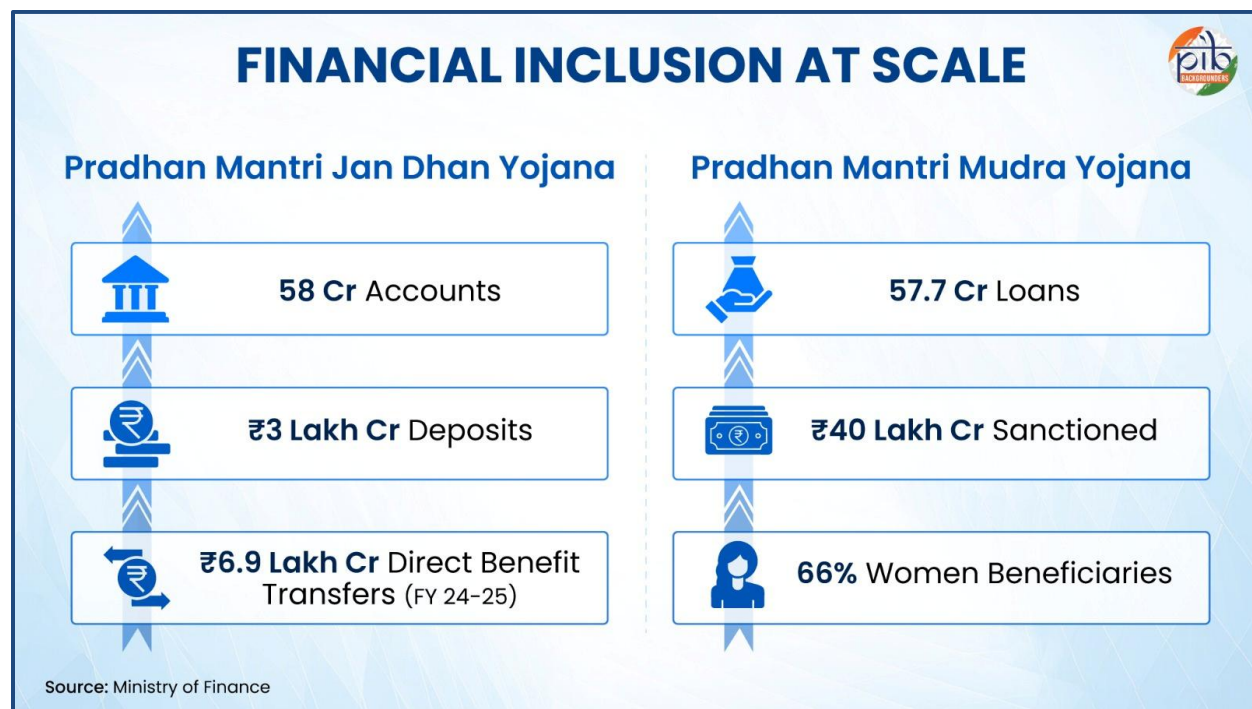 FINANCIAL INCLUSION AT SCALE
pib
BACKGROUNDERS
Pradhan Mantri Jan Dhan Yojana
58 Cr Accounts
₹3 Lakh Cr Deposits
₹6.9 Lakh Cr Direct Benefit
Transfers (FY 24-25)
Pradhan Mantri Mudra Yojana
57.7 Cr Loans
₹40 Lakh Cr Sanctioned
66% Women Beneficiaries
Source: Ministry of Finance